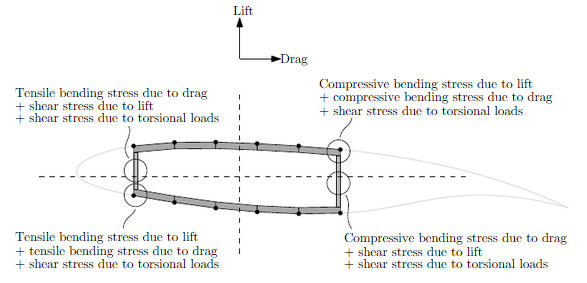 Lift
Drag
Tensile bending stress due to drag
+ shear stress due to lift
+ shear stress due to torsional loads
Compressive bending stress due to lift
+ compressive bending stress due to drag
+ shear stress due to torsional loads
Tensile bending stress due to lift
+ tensile bending stress due to drag
+ shear stress due to torsional loads
Compressive bending stress due to drag
+ shear stress due to lift
+ shear stress due to torsional loads